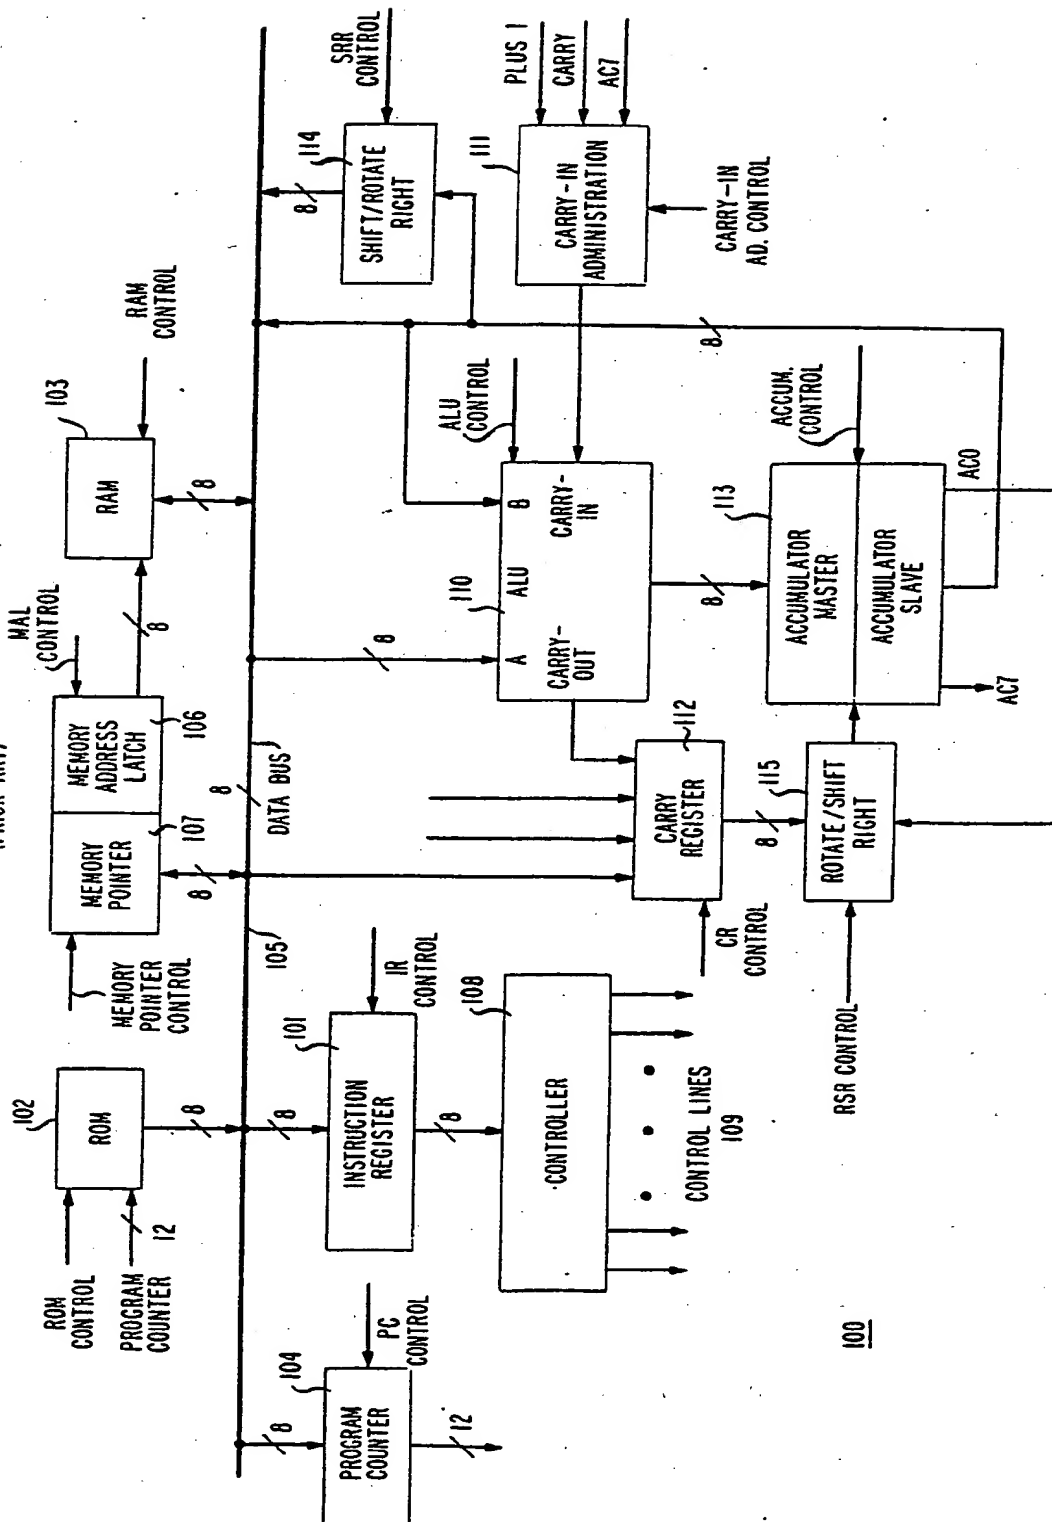 ROM
CONTROL
PROGRAM
COUNTER
12
102
ROM
8
MEMORY
POINTER
CONTROL
MEMORY
POINTER
107
8
MEMORY
ADDRESS
LATCH
106
MAL
CONTROL
8
103
RAM
8
RAM
CONTROL
105
8
DATA BUS
8
104
PROGRAM
COUNTER
PC
CONTROL
12
8
101
INSTRUCTION
REGISTER
IR
CONTROL
8
108
CONTROLLER
CONTROL LINES
109
8
110
A
ALU
B
CARRY-
OUT
CARRY-
IN
ALU
CONTROL
8
114
SHIFT/ROTATE
RIGHT
SRR
CONTROL
111
CARRY-IN
ADMINISTRATION
PLUS 1
CARRY
AC7
CARRY-IN
AD. CONTROL
CR
CONTROL
112
CARRY
REGISTER
8
8
8
113
ACCUMULATOR
MASTER
ACCUMULATOR
SLAVE
ACCUM.
CONTROL
AC0
AC7
115
ROTATE/SHIFT
RIGHT
RSR CONTROL
100